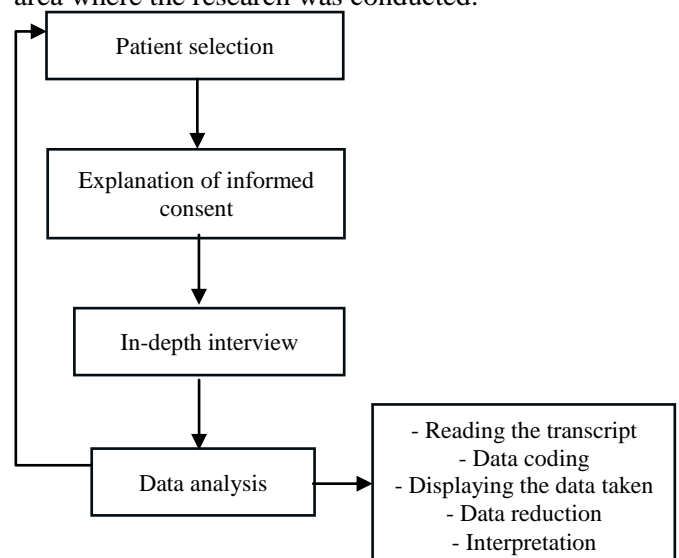 area where the research was conducted.
Patient selection
Explanation of informed
consent
In-depth interview
Data analysis
- Reading the transcript
- Data coding
- Displaying the data taken
- Data reduction
- Interpretation